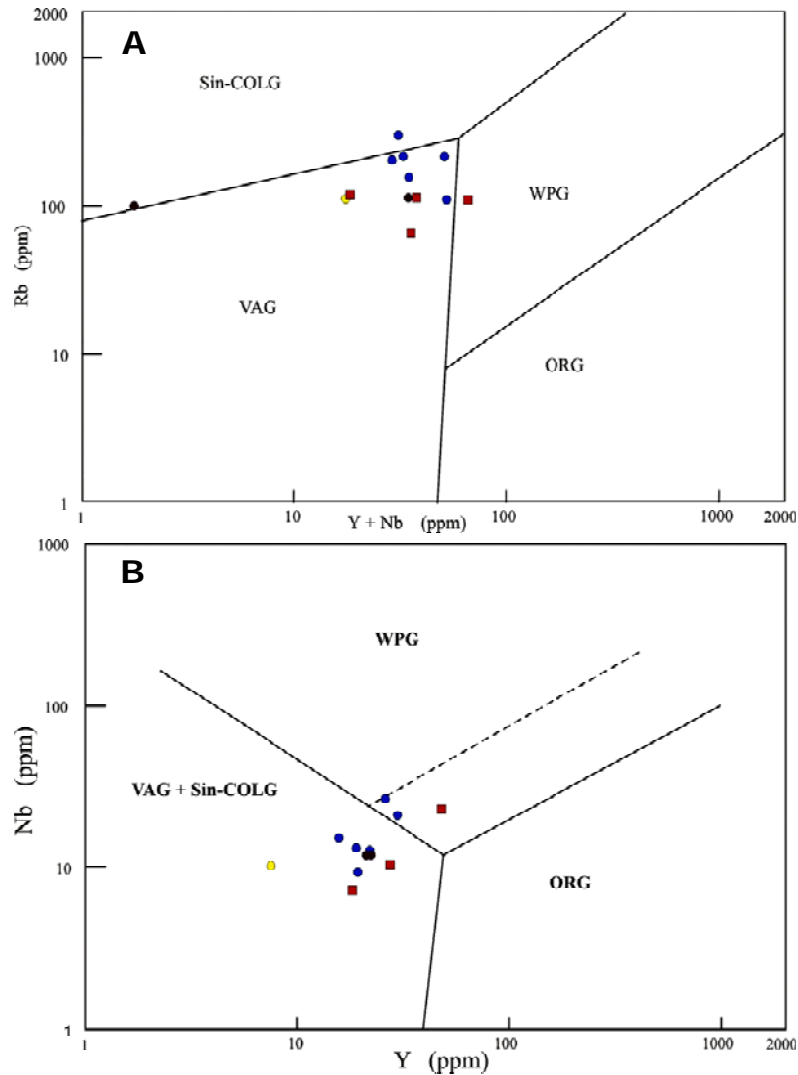 A
2000
1000
Sin-COLG
Rb (ppm)
100
WPG
VAG
10
ORG
1
1
10
100
1000
2000
Y + Nb (ppm)
B
1000
WPG
100
VAG + Sin-COLG
Nb (ppm)
10
ORG
1
1
10
100
1000
2000
Y (ppm)